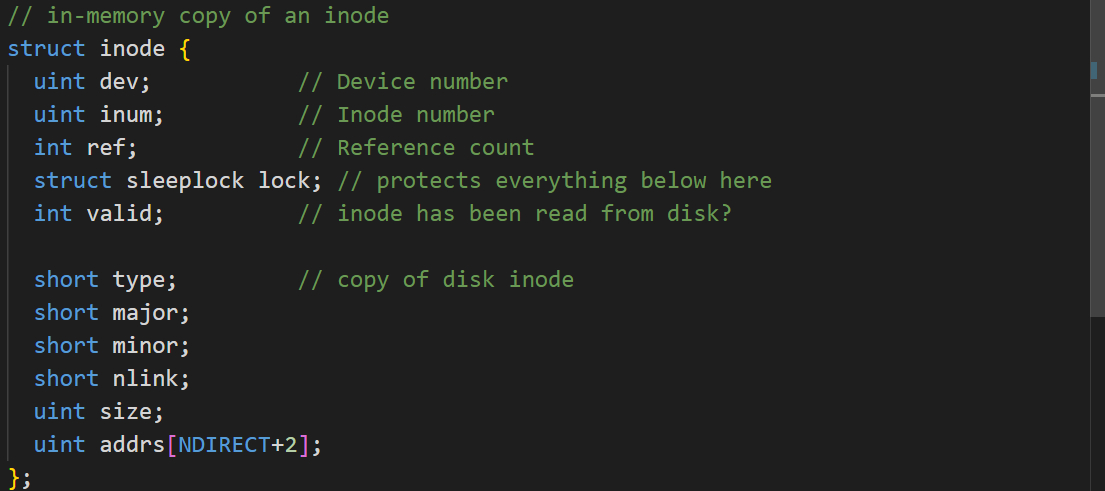 // in-memory copy of an inode
struct inode {
  uint dev;           // Device number
  uint inum;          // Inode number
  int ref;            // Reference count
  struct sleeplock lock; // protects everything below here
  int valid;          // inode has been read from disk?

  short type;         // copy of disk inode
  short major;
  short minor;
  short nlink;
  uint size;
  uint addrs[NDIRECT+2];
};